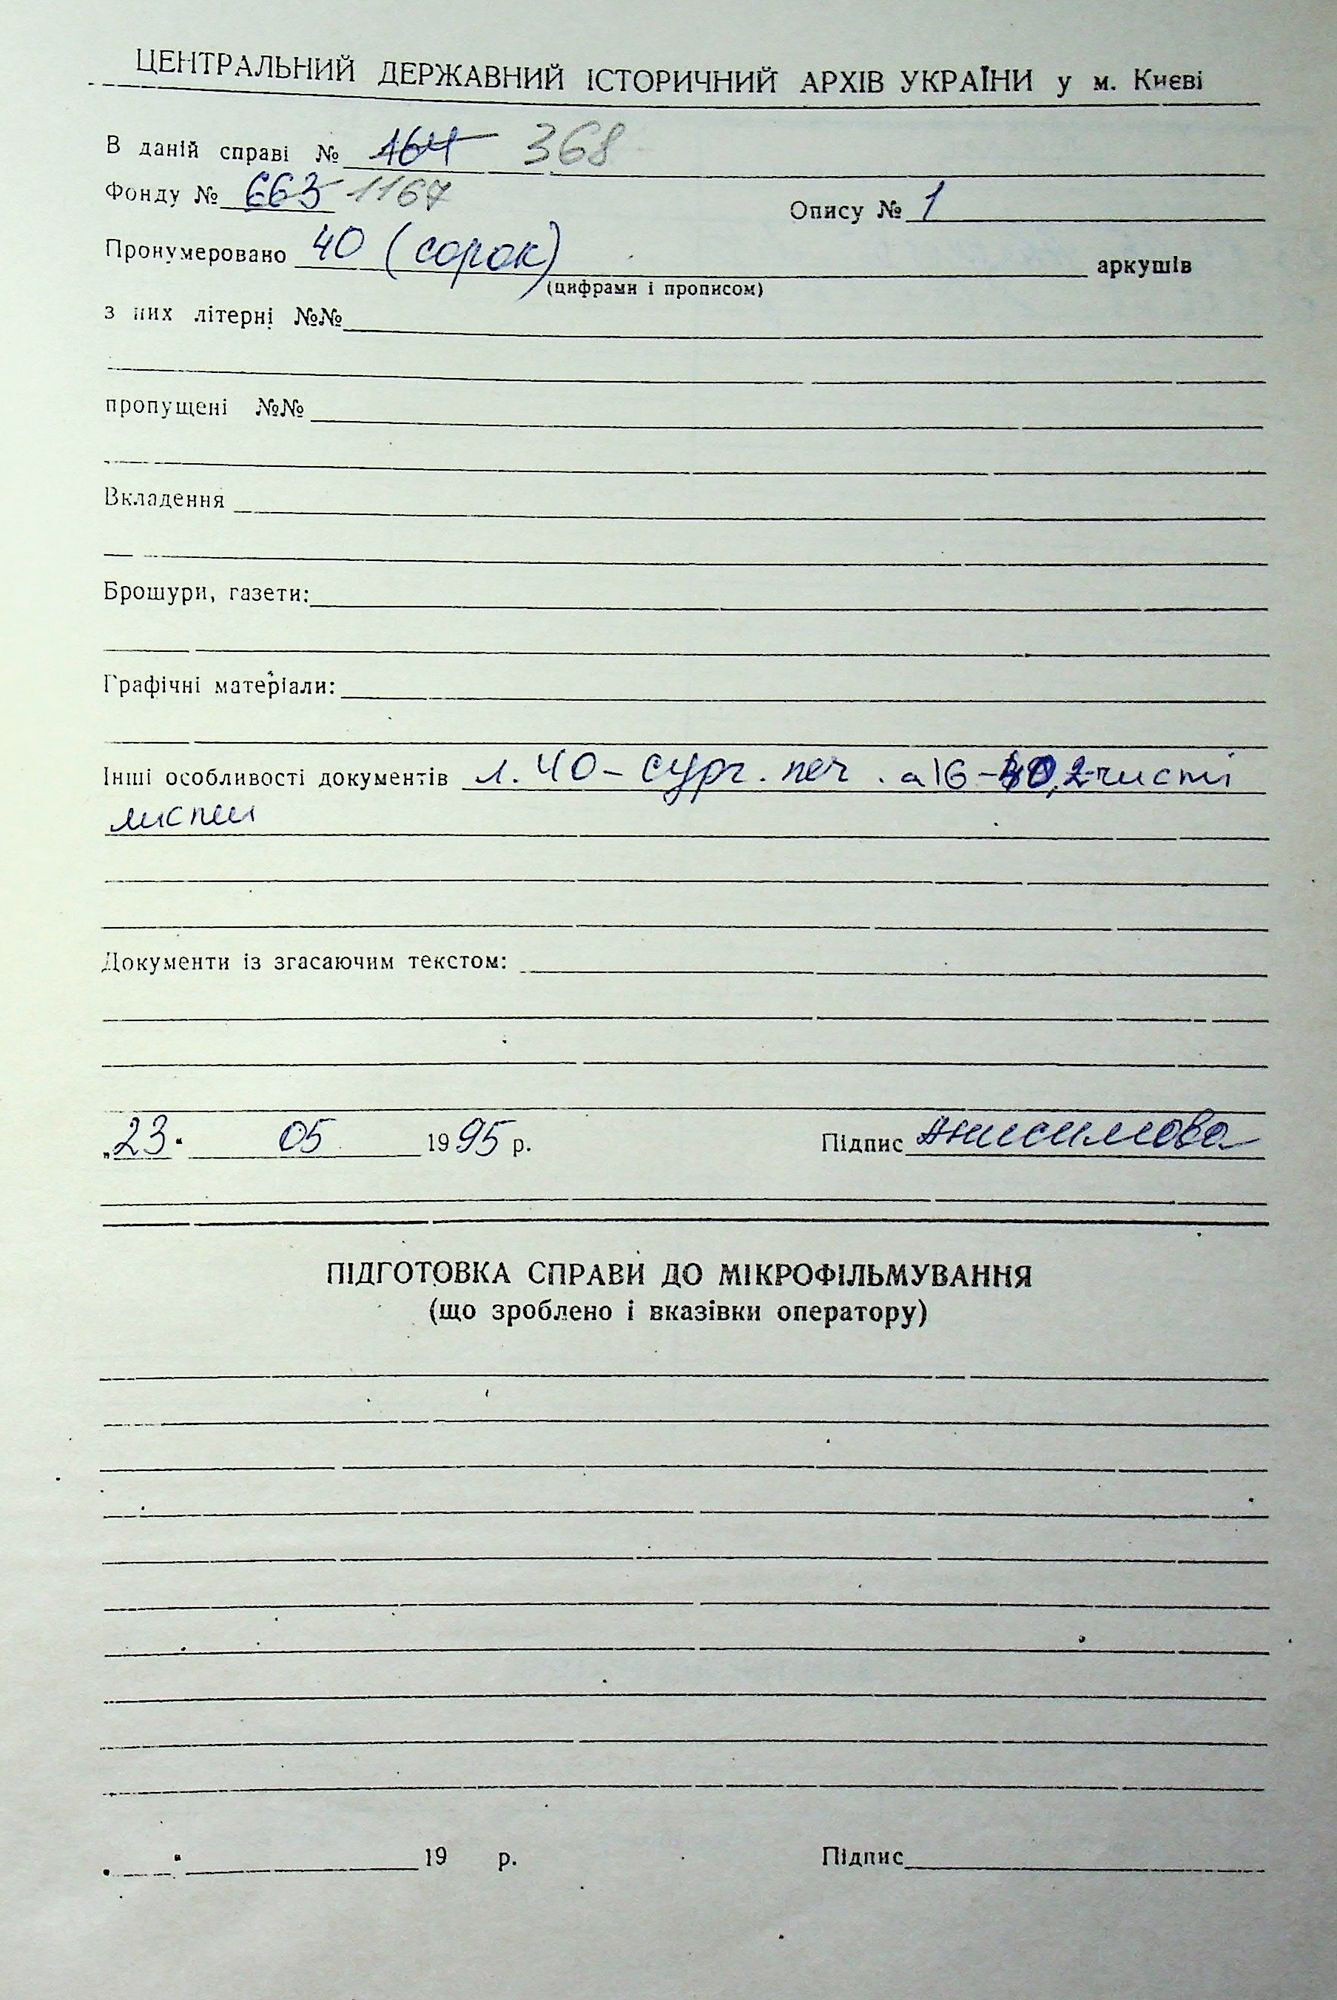 ЦЕНТРАЛЬНИЙ ДЕРЖАВНИЙ ІСТОРИЧНИЙ АРХІВ УКРАЇНИ у м. Києві
В даній справі № 164 368
Фонду № 663 1167 Опису № 1
Пронумеровано 40 (сорок) аркушів
(цифрами і прописом)
з них літерні №№
пропущені №№
Вкладення
Брошури, газети:
Графічні матеріали:
Інші особливості документів л. 40 – сург. печ. а 16 – 40, 2 – чисті
листи
Документи із згасаючим текстом:
„23" 05 1995 р. Підпис Анисимова
ПІДГОТОВКА СПРАВИ ДО МІКРОФІЛЬМУВАННЯ
(що зроблено і вказівки оператору)
19 р. Підпис